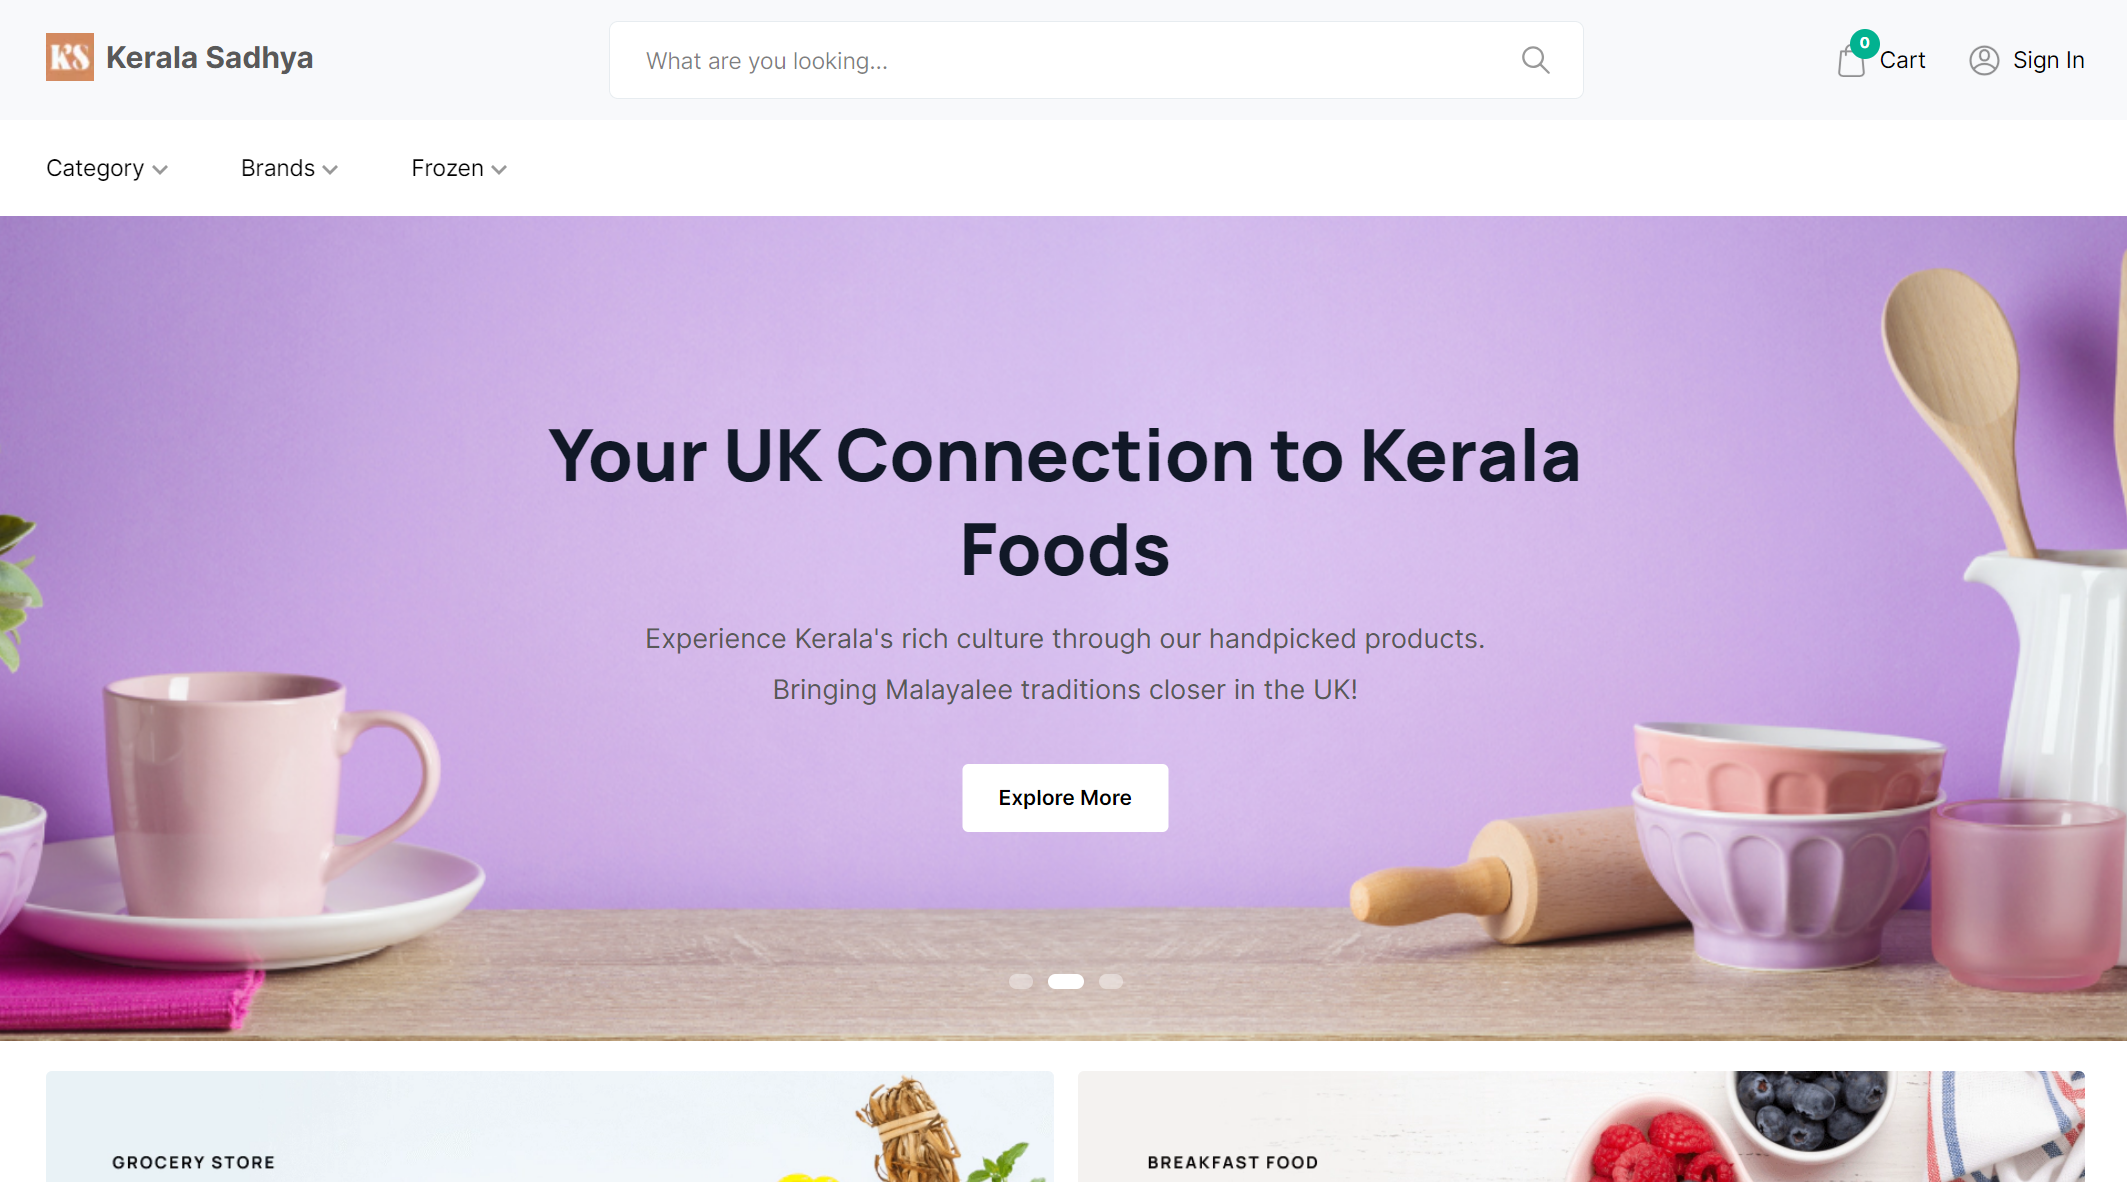 KS Kerala Sadhya
What are you looking...
0
Cart
Sign In
Category
Brands
Frozen
Your UK Connection to Kerala
Foods
Experience Kerala's rich culture through our handpicked products.
Bringing Malayalee traditions closer in the UK!
Explore More
GROCERY STORE
BREAKFAST FOOD